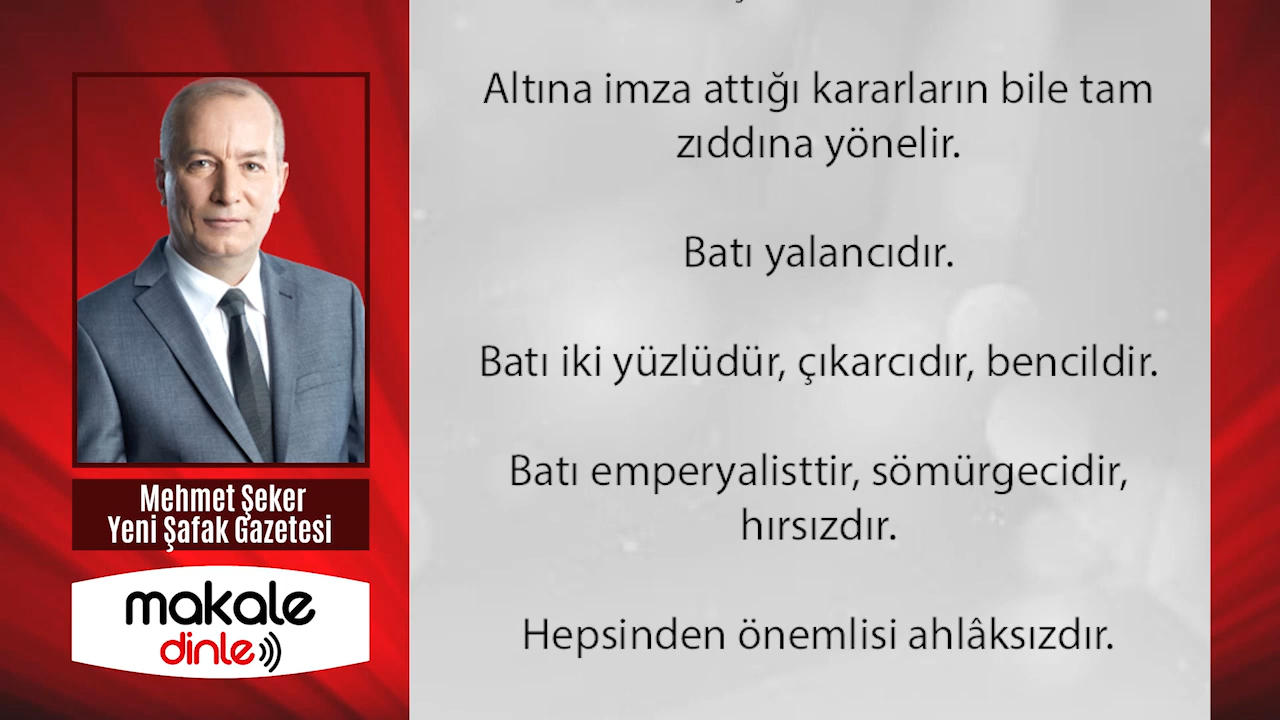 Altına imza attığı kararların bile tam
zıddına yönelir.
Batı yalancıdır.
Batı iki yüzlüdür, çıkarcıdır, bencildir.
Batı emperyalisttir, sömürgecidir,
hırsızdır.
Hepsinden önemlisi ahlâksızdır.
Mehmet Şeker
Yeni Şafak Gazetesi
makale
dinle